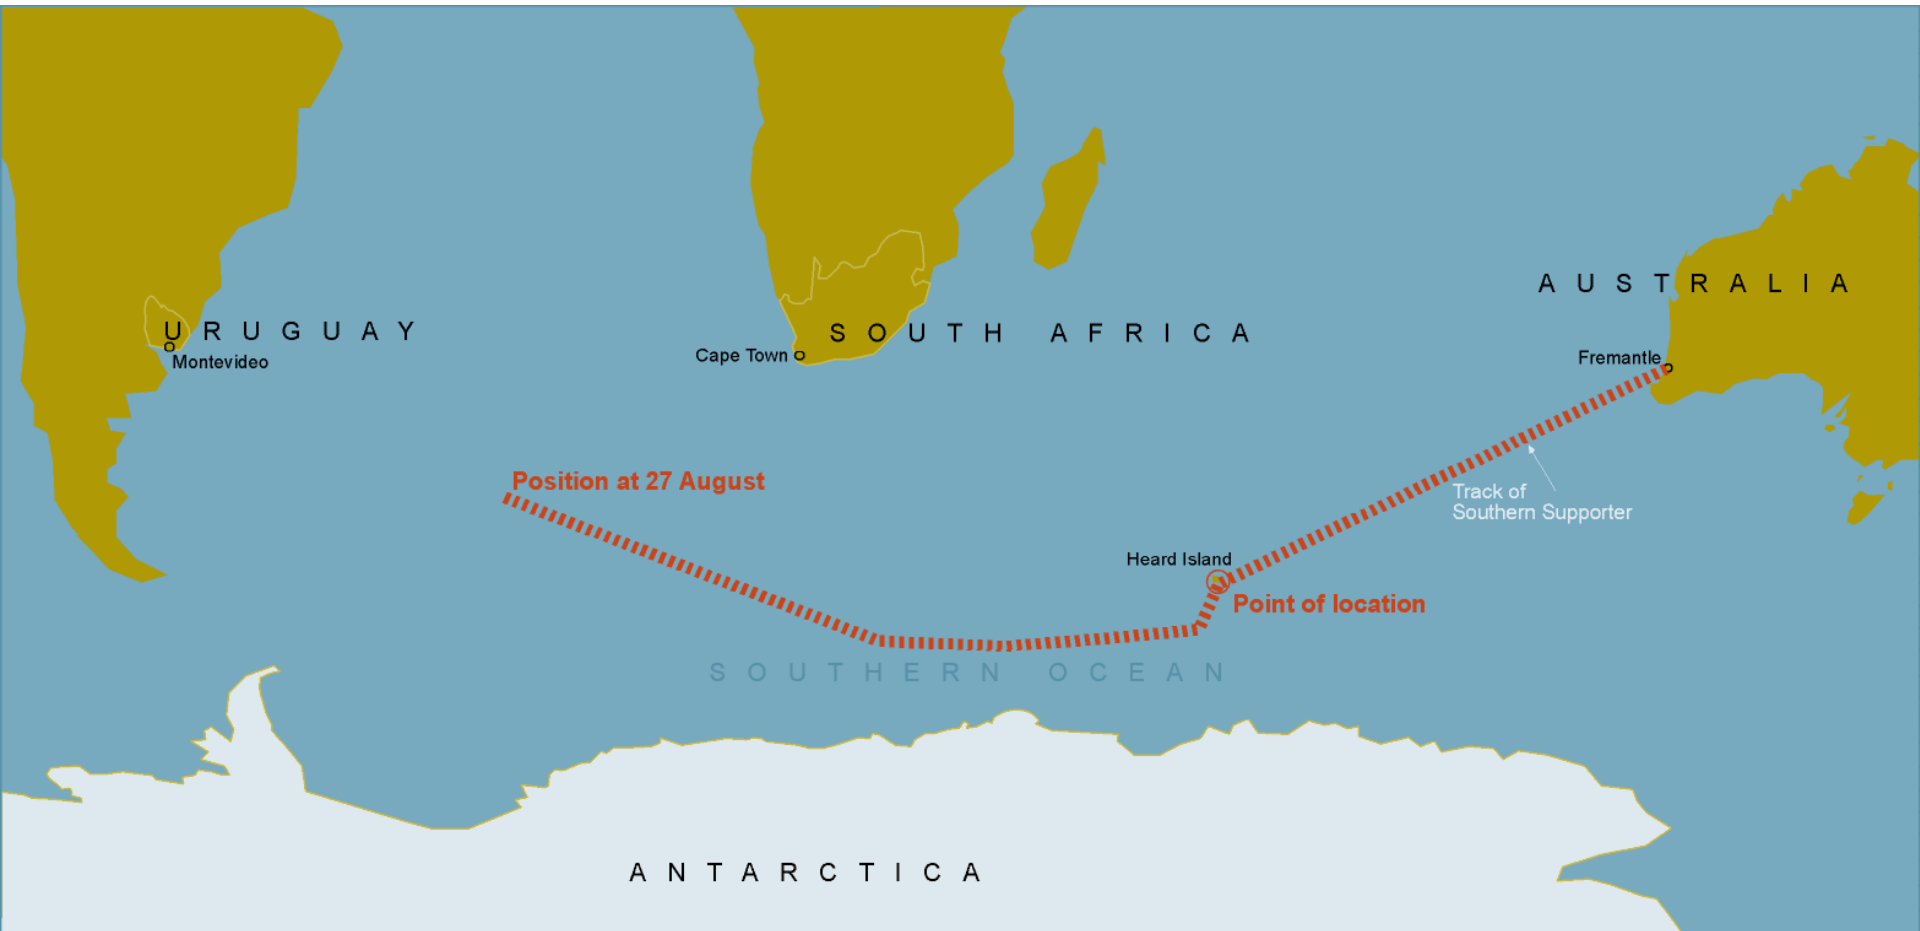 AUSTRALIA
URUGUAY
Montevideo
SOUTH AFRICA
Cape Town
Fremantle
Position at 27 August
Track of
Southern Supporter
Heard Island
Point of location
SOUTHERN OCEAN
ANTARCTICA